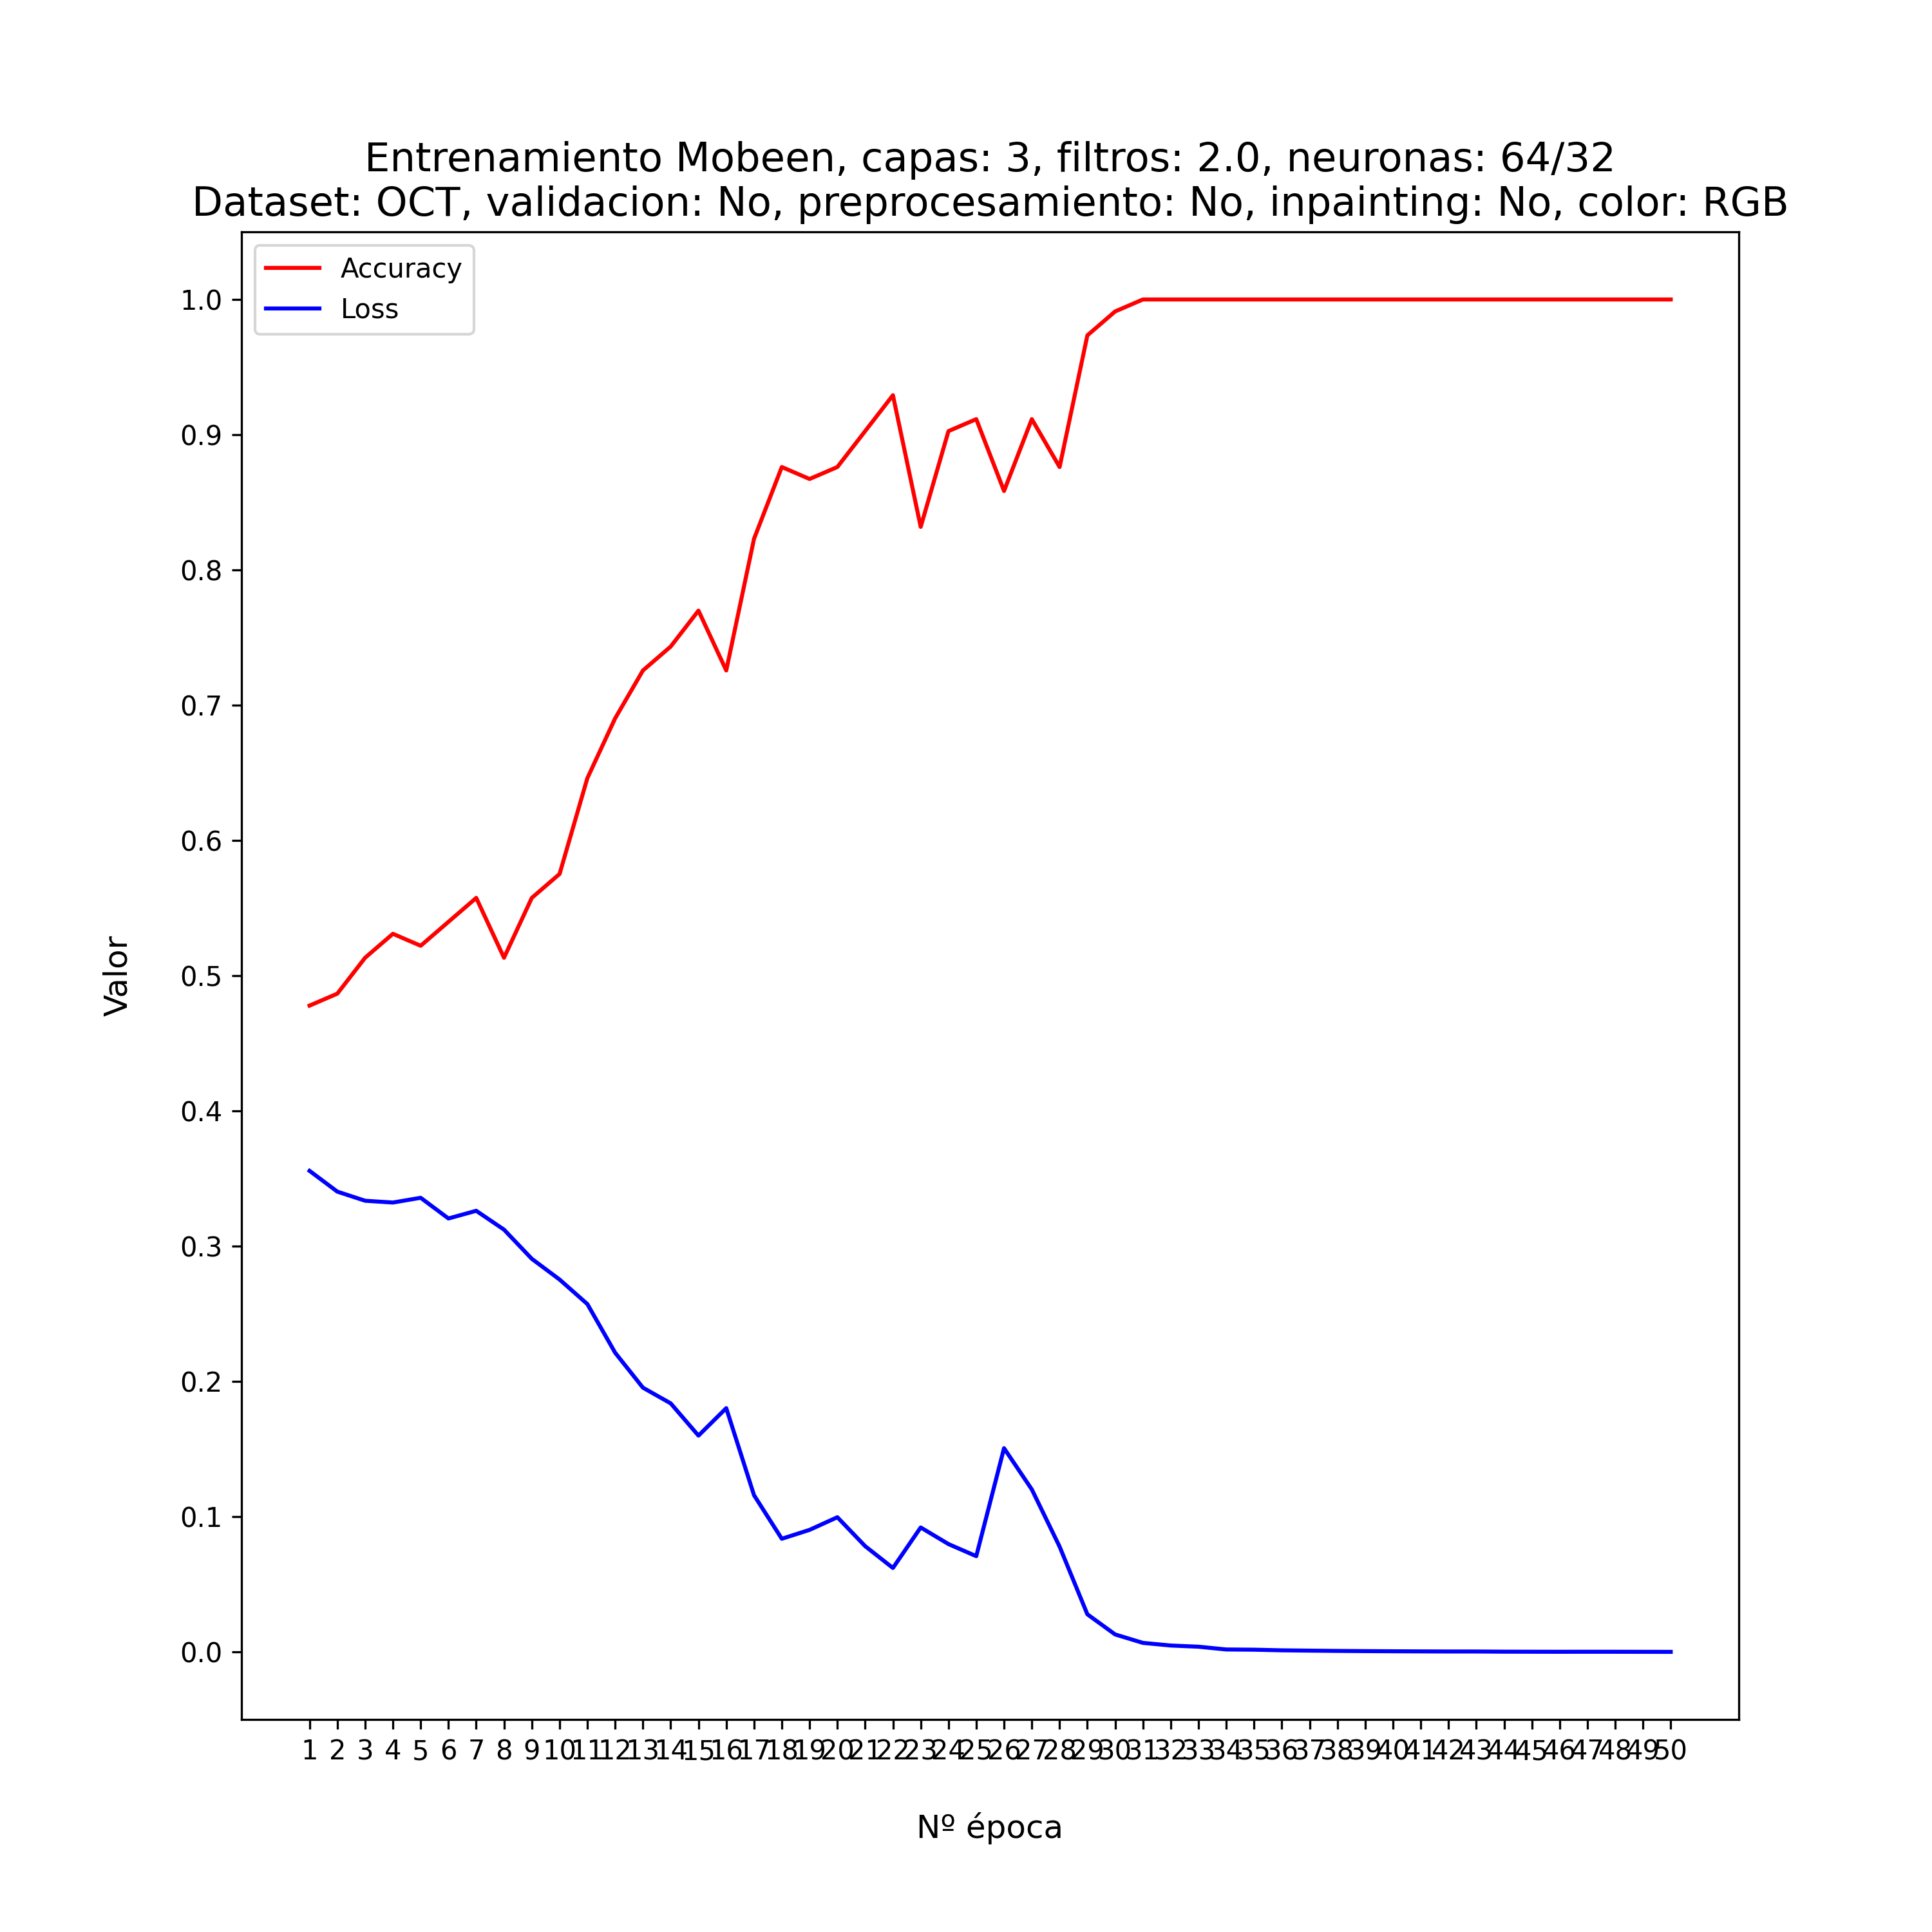 Entrenamiento Mobeen, capas: 3, filtros: 2.0, neuronas: 64/32
Dataset: OCT, validacion: No, preprocesamiento: No, inpainting: No, color: RGB
Accuracy
Loss
1.0
0.9
0.8
0.7
0.6
0.5
0.4
0.3
0.2
0.1
0.0
Valor
1 2 3 4 5 6 7 8 9 10 11 12 13 14 15 16 17 18 19 20 21 22 23 24 25 26 27 28 29 30 31 32 33 34 35 36 37 38 39 40 41 42 43 44 45 46 47 48 49 50
Nº época